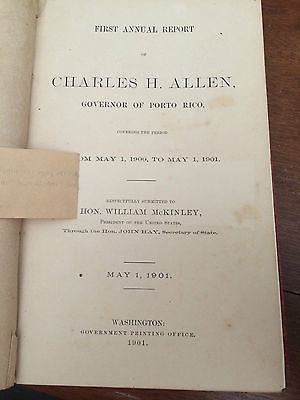 FIRST ANNUAL REPORT
OF
CHARLES H. ALLEN,
GOVERNOR OF PORTO RICO,
COVERING THE PERIOD
FROM MAY 1, 1900, TO MAY 1, 1901.
RESPECTFULLY SUBMITTED TO
HON. WILLIAM McKINLEY,
PRESIDENT OF THE UNITED STATES,
Through the Hon. JOHN HAY, Secretary of State.
MAY 1, 1901.
WASHINGTON:
GOVERNMENT PRINTING OFFICE.
1901.